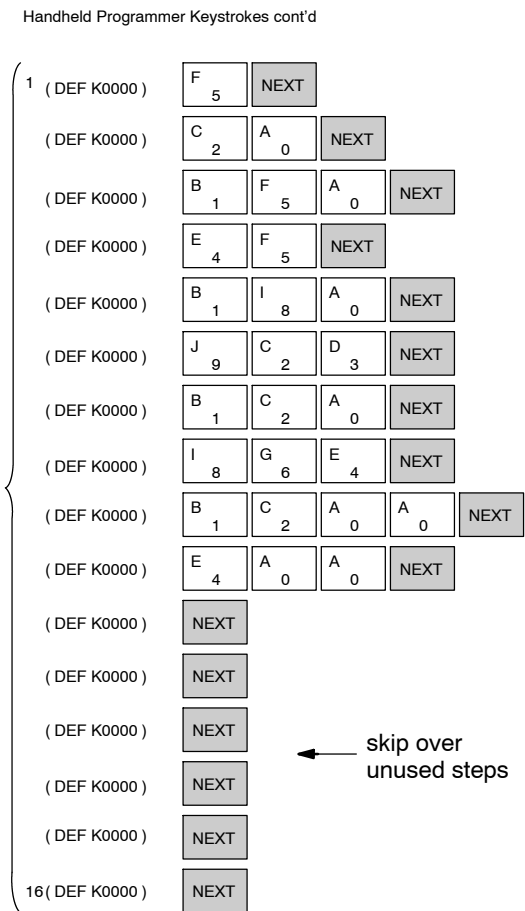 Handheld Programmer Keystrokes cont'd
1 ( DEF K0000 ) F 5 NEXT
( DEF K0000 ) C 2 A 0 NEXT
( DEF K0000 ) B 1 F 5 A 0 NEXT
( DEF K0000 ) E 4 F 5 NEXT
( DEF K0000 ) B 1 I 8 A 0 NEXT
( DEF K0000 ) J 9 C 2 D 3 NEXT
( DEF K0000 ) B 1 C 2 A 0 NEXT
( DEF K0000 ) I 8 G 6 E 4 NEXT
( DEF K0000 ) B 1 C 2 A 0 A 0 NEXT
( DEF K0000 ) E 4 A 0 A 0 NEXT
( DEF K0000 ) NEXT
( DEF K0000 ) NEXT
( DEF K0000 ) NEXT
skip over
unused steps
( DEF K0000 ) NEXT
( DEF K0000 ) NEXT
16( DEF K0000 ) NEXT